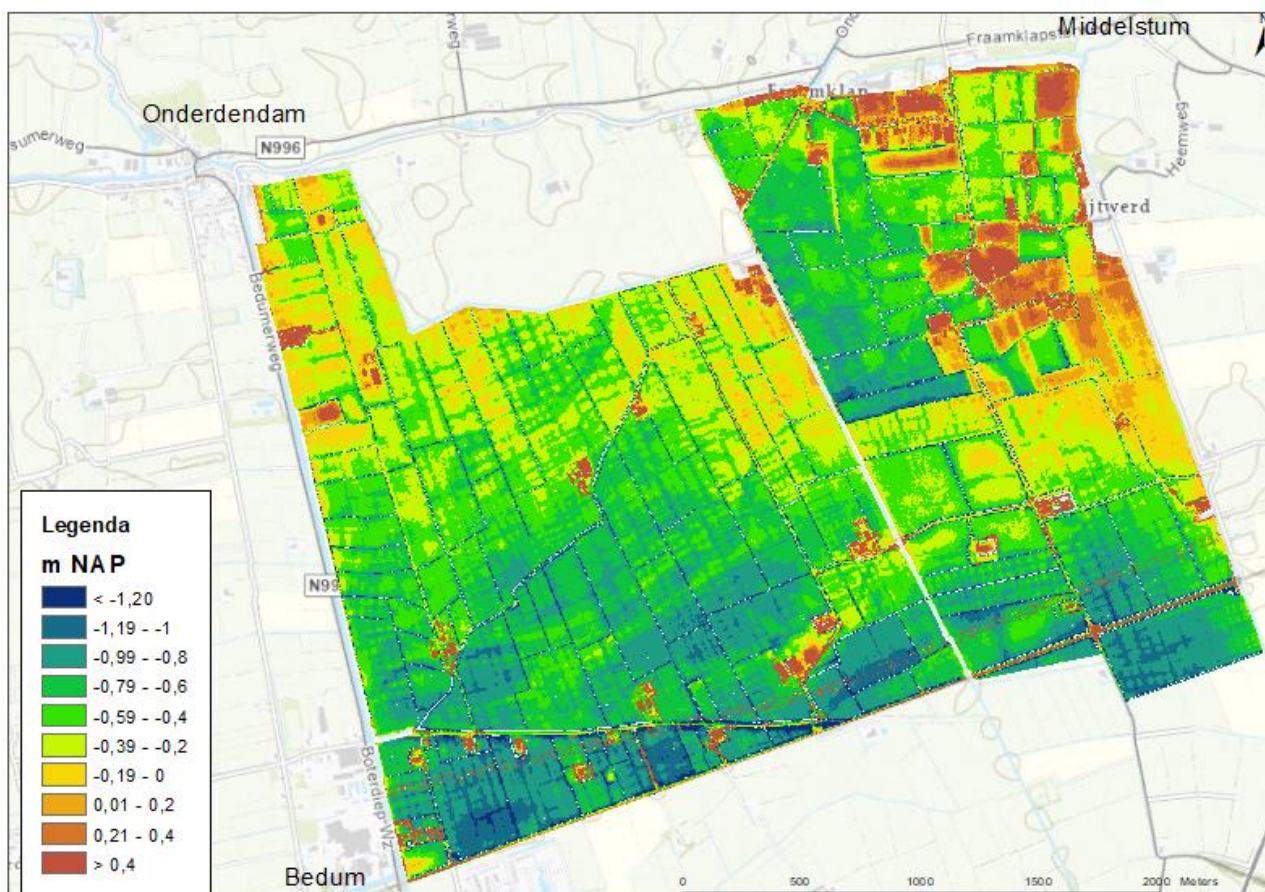 Middelstum
Fraamklapste
Onderdendam
N996
Heemweg
Bedumerweg
Legenda
m NAP
< -1,20
-1,19 - -1
-0,99 - -0,8
-0,79 - -0,6
-0,59 - -0,4
-0,39 - -0,2
-0,19 - 0
0,01 - 0,2
0,21 - 0,4
> 0,4
N99
Boterdiep-Wz
Bedum
0 500 1000 1500 2000 Meters